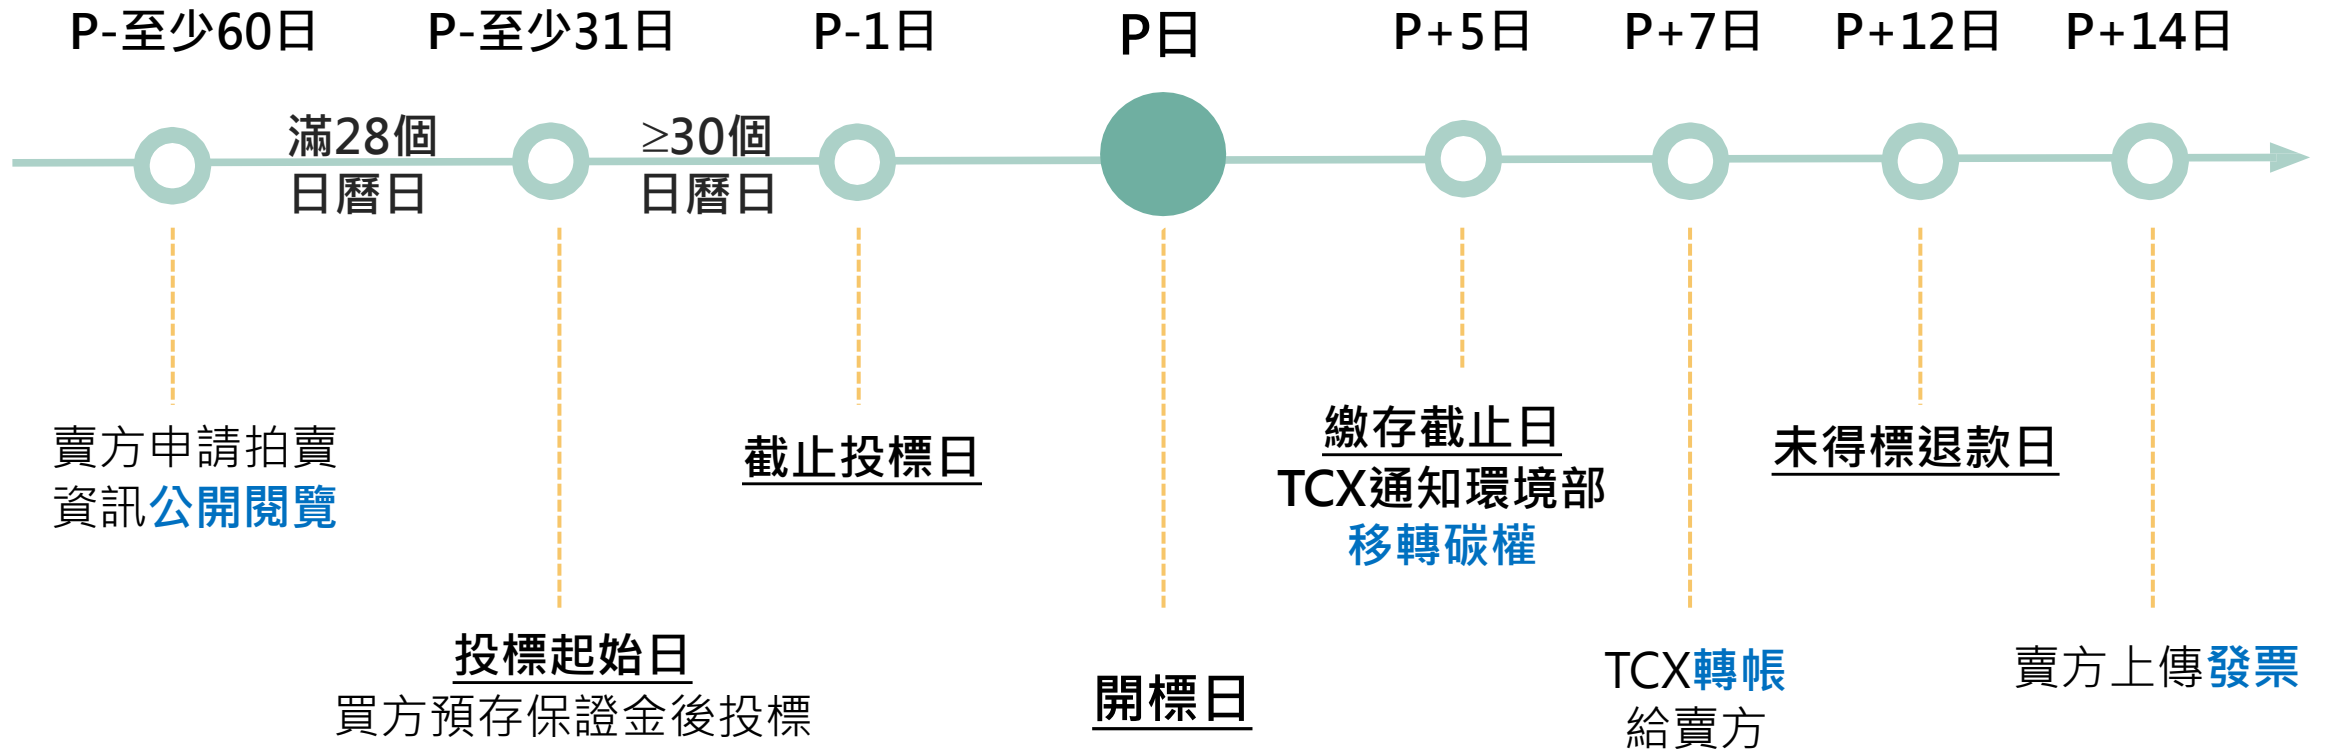 P-至少60日
P-至少31日
P-1日
P日
P+5日
P+7日
P+12日
P+14日
滿28個
日曆日
≥30個
日曆日
賣方申請拍賣
資訊公開閱覽
投標起始日
買方預存保證金後投標
截止投標日
開標日
繳存截止日
TCX通知環境部
移轉碳權
TCX轉帳
給賣方
未得標退款日
賣方上傳發票